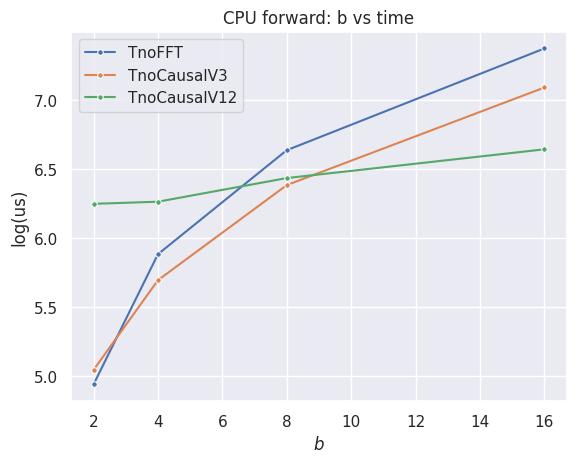 CPU forward: b vs time
TnoFFT
TnoCausalV3
TnoCausalV12
log(us)
7.0
6.5
6.0
5.5
5.0
2 4 6 8 10 12 14 16
b